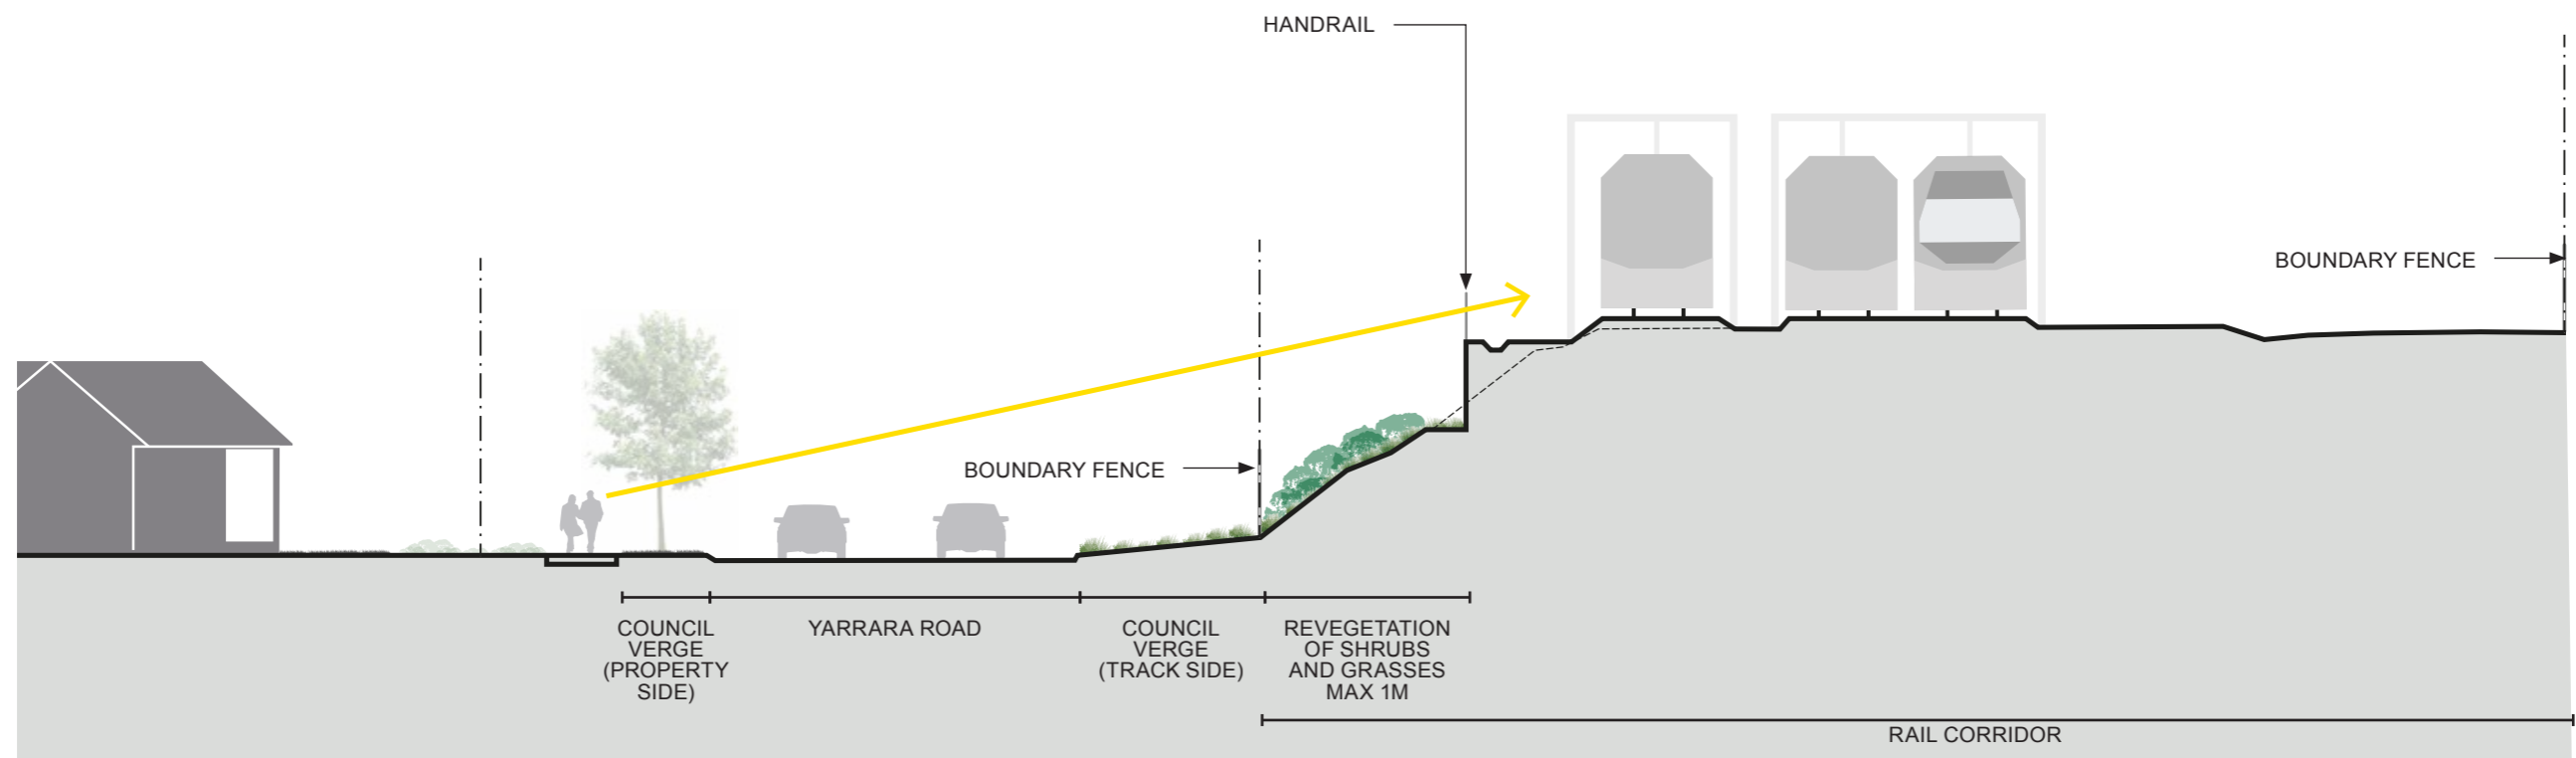 HANDRAIL
BOUNDARY FENCE
BOUNDARY FENCE
COUNCIL
VERGE
(PROPERTY
SIDE)
YARRARA ROAD
COUNCIL
VERGE
(TRACK SIDE)
REVEGETATION
OF SHRUBS
AND GRASSES
MAX 1M
RAIL CORRIDOR